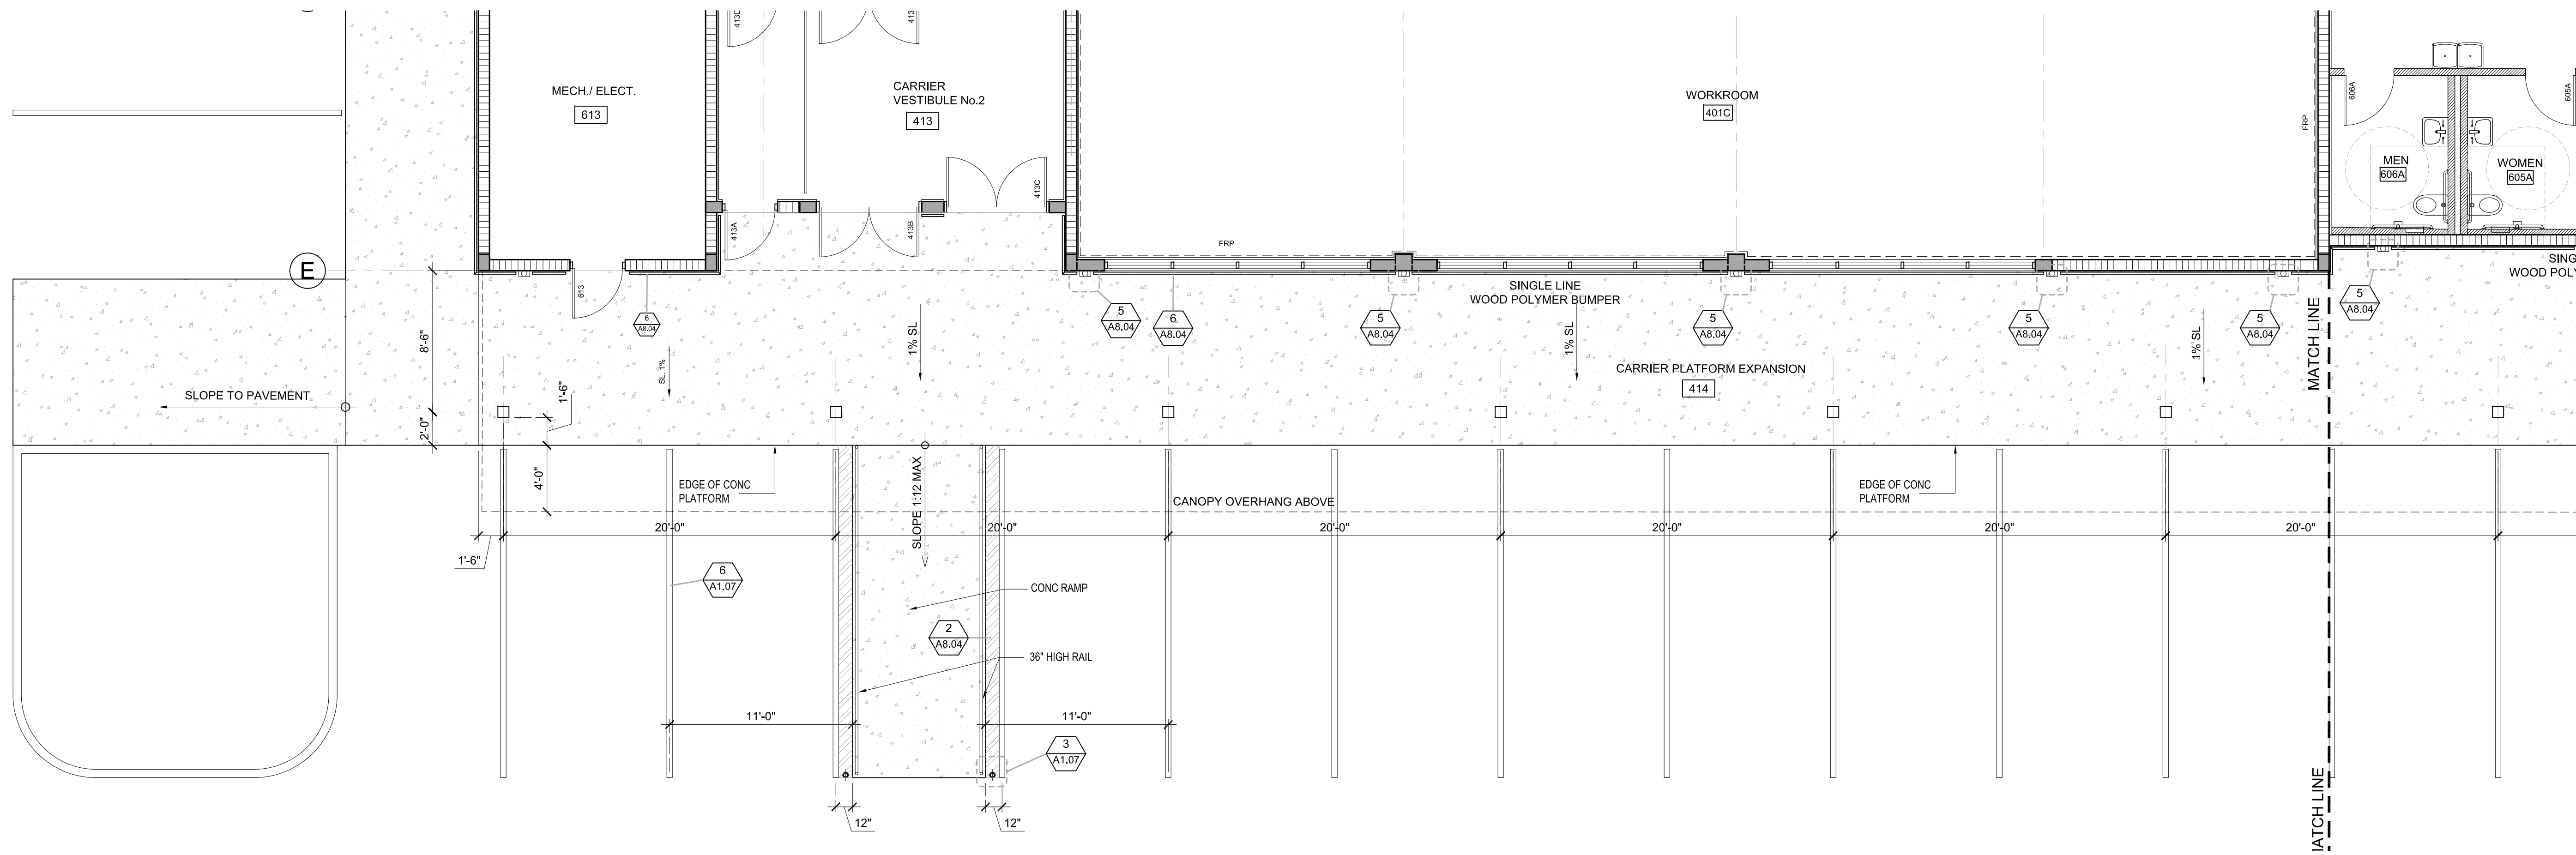 413D
413
MECH./ ELECT.
613
CARRIER
VESTIBULE No.2
413
WORKROOM
401C
FRP
606A
605A
MEN
606A
WOMEN
605A
413A
413B
413C
FRP
E
613
SINGLE LINE
WOOD POLYMER BUMPER
SING
WOOD POLY
6
A8.04
5
A8.04
6
A8.04
5
A8.04
5
A8.04
5
A8.04
5
A8.04
5
A8.04
8'-6"
SL. 1%
1% SL
1% SL
1% SL
MATCH LINE
CARRIER PLATFORM EXPANSION
414
SLOPE TO PAVEMENT
1'-6"
2'-0"
4'-0"
EDGE OF CONC
PLATFORM
SLOPE 1:12 MAX
EDGE OF CONC
PLATFORM
CANOPY OVERHANG ABOVE
20'-0"
20'-0"
20'-0"
20'-0"
20'-0"
20'-0"
1'-6"
6
A1.07
CONC RAMP
2
A8.04
36" HIGH RAIL
11'-0"
11'-0"
3
A1.07
12"
12"
MATCH LINE